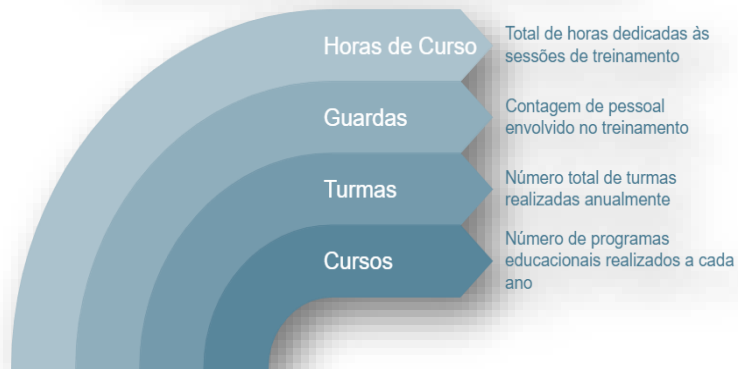 Horas de Curso
Total de horas dedicadas às
sessões de treinamento
Guardas
Contagem de pessoal
envolvido no treinamento
Turmas
Número total de turmas
realizadas anualmente
Cursos
Número de programas
educacionais realizados a cada
ano